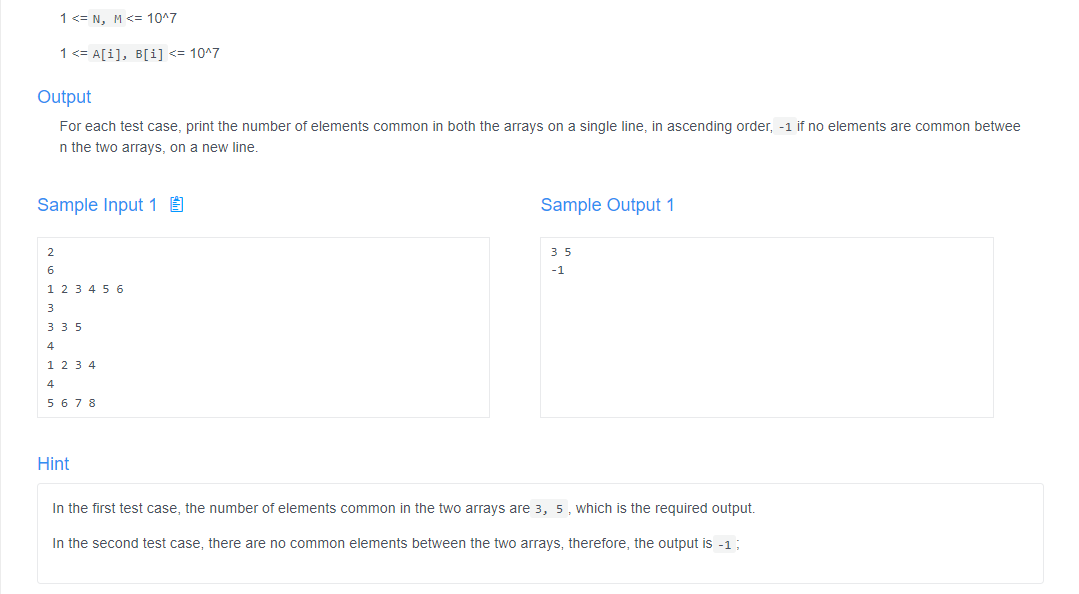 1 <= N, M <= 10^7
1 <= A[i], B[i] <= 10^7
Output
For each test case, print the number of elements common in both the arrays on a single line, in ascending order, -1 if no elements are common betwee
n the two arrays, on a new line.
Sample Input 1
Sample Output 1
2
6
1 2 3 4 5 6
3
3 3 5
4
1 2 3 4
4
5 6 7 8
3 5
-1
Hint
In the first test case, the number of elements common in the two arrays are 3, 5 , which is the required output.
In the second test case, there are no common elements between the two arrays, therefore, the output is -1 ;